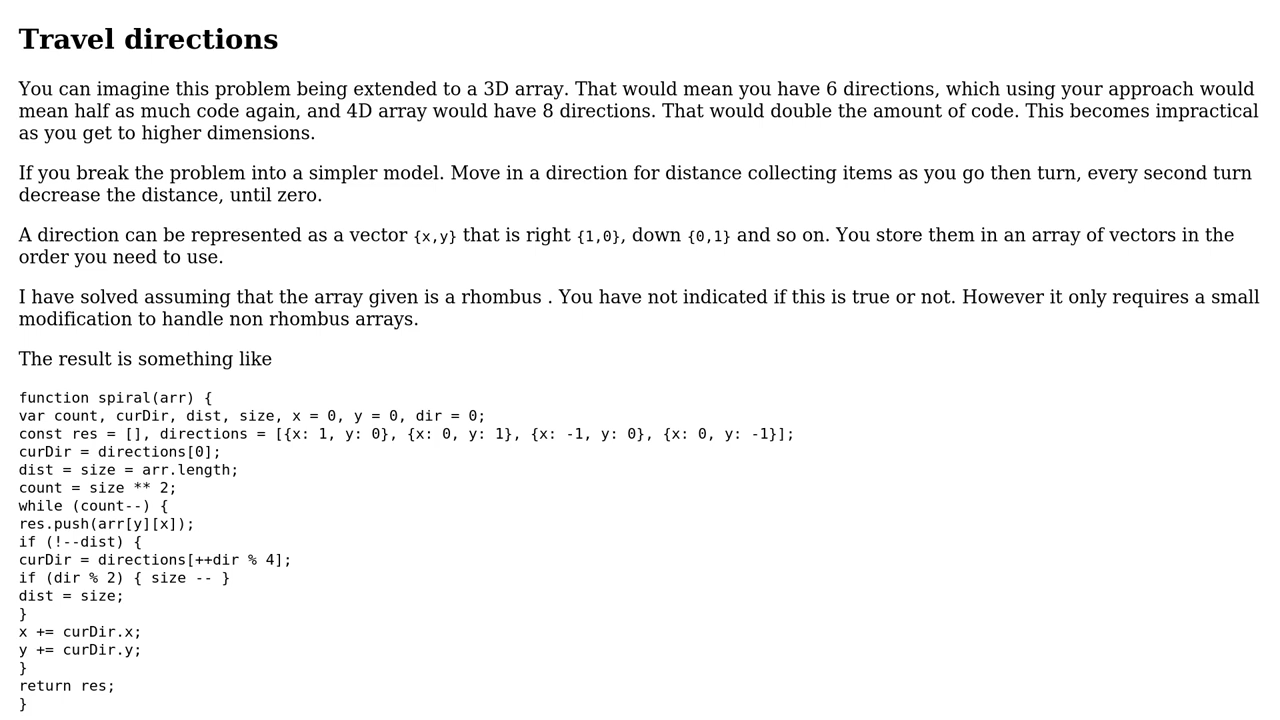 Travel directions
You can imagine this problem being extended to a 3D array. That would mean you have 6 directions, which using your approach would
mean half as much code again, and 4D array would have 8 directions. That would double the amount of code. This becomes impractical
as you get to higher dimensions.
If you break the problem into a simpler model. Move in a direction for distance collecting items as you go then turn, every second turn
decrease the distance, until zero.
A direction can be represented as a vector {x,y} that is right {1,0}, down {0,1} and so on. You store them in an array of vectors in the
order you need to use.
I have solved assuming that the array given is a rhombus . You have not indicated if this is true or not. However it only requires a small
modification to handle non rhombus arrays.
The result is something like
function spiral(arr) {
var count, curDir, dist, size, x = 0, y = 0, dir = 0;
const res = [], directions = [{x: 1, y: 0}, {x: 0, y: 1}, {x: -1, y: 0}, {x: 0, y: -1}];
curDir = directions[0];
dist = size = arr.length;
count = size ** 2;
while (count--) {
res.push(arr[y][x]);
if (!--dist) {
curDir = directions[++dir % 4];
if (dir % 2) { size -- }
dist = size;
}
x += curDir.x;
y += curDir.y;
}
return res;
}